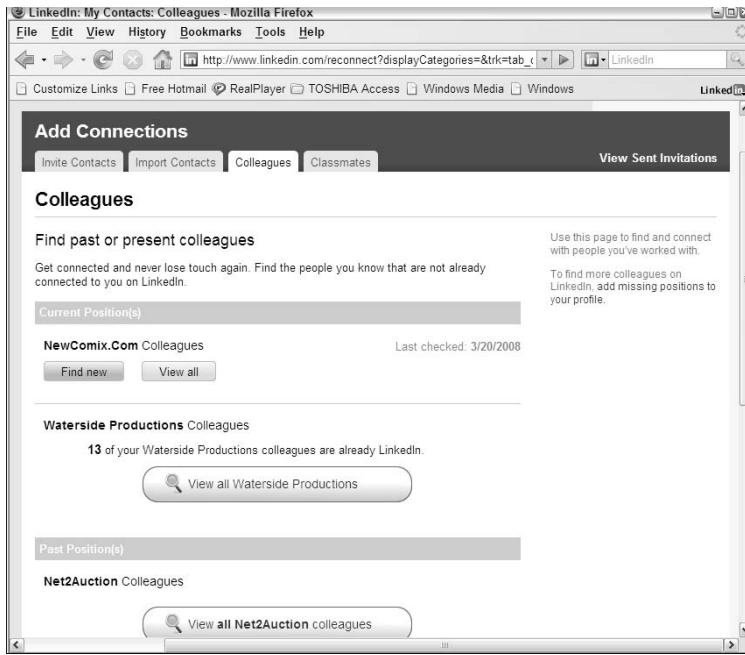 LinkedIn: My Contacts: Colleagues - Mozilla Firefox
File Edit View History Bookmarks Tools Help
http://www.linkedin.com/reconnect?displayCategories=&trk=tab_ LinkedIn
Customize Links Free Hotmail RealPlayer TOSHIBA Access Windows Media Windows Linked in
Add Connections
Invite Contacts Import Contacts Colleagues Classmates View Sent Invitations
Colleagues
Find past or present colleagues
Get connected and never lose touch again. Find the people you know that are not already
connected to you on LinkedIn.
Use this page to find and connect
with people you've worked with.
To find more colleagues on
LinkedIn, add missing positions to
your profile.
Current Position(s)
NewComix.Com Colleagues Last checked: 3/20/2008
Find new View all
Waterside Productions Colleagues
13 of your Waterside Productions colleagues are already LinkedIn.
View all Waterside Productions
Past Position(s)
Net2Auction Colleagues
View all Net2Auction colleagues